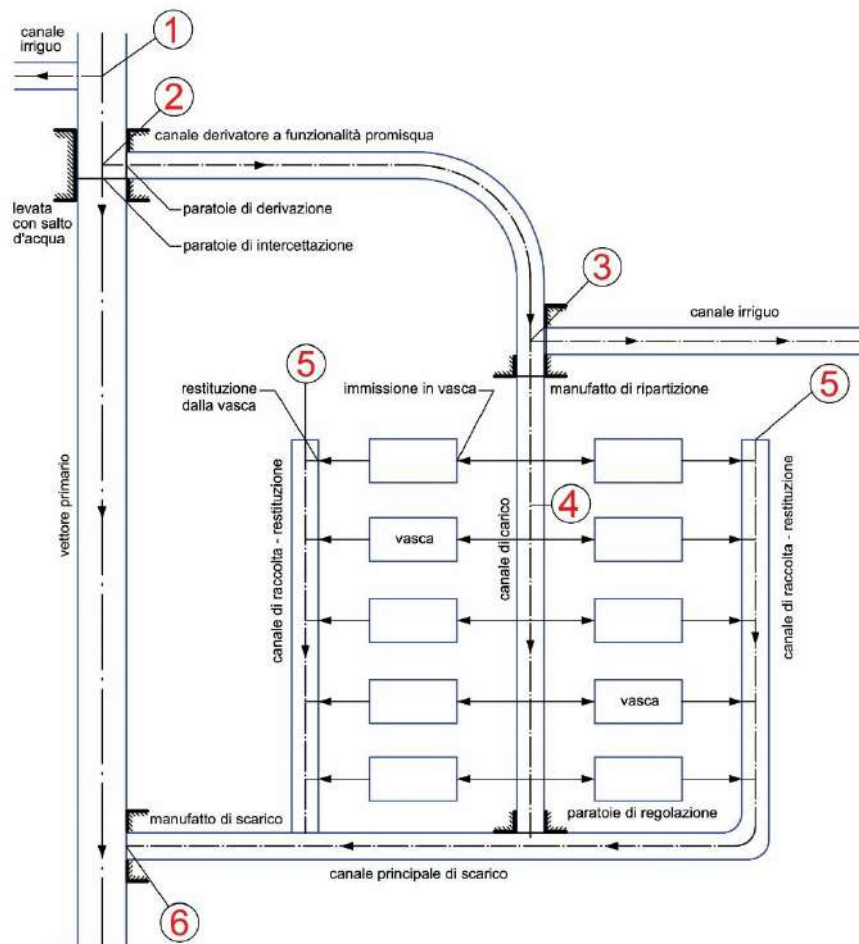 canale
irriguo
1
2
canale derivatore a funzionalità promisqua
levata
con salto
d'acqua
paratoie di derivazione
paratoie di intercettazione
3
canale irriguo
5
restituzione
dalla vasca
immissione in vasca
manufatto di ripartizione
5
vettore primario
canale di raccolta - restituzione
vasca
canale di carico
4
canale di raccolta - restituzione
vasca
manufatto di scarico
paratoie di regolazione
canale principale di scarico
6